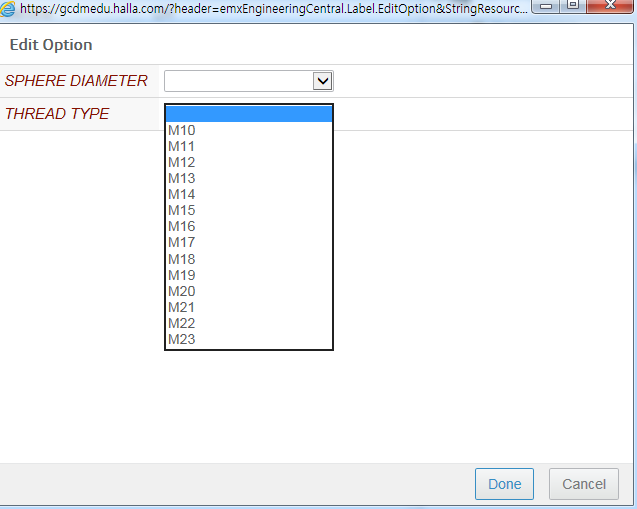 https://gcdmedu.halla.com/?header=emxEngineeringCentral.Label.EditOption&StringResourc...
Edit Option
SPHERE DIAMETER
THREAD TYPE
M10
M11
M12
M13
M14
M15
M16
M17
M18
M19
M20
M21
M22
M23
Done Cancel